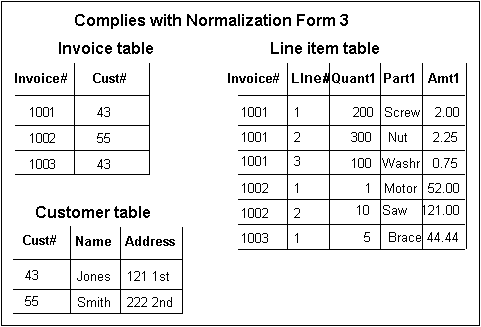 Complies with Normalization Form 3
Invoice table
Invoice# Cust#
1001 43
1002 55
1003 43
Line item table
Invoice# LIne# Quant1 Part1 Amt1
1001 1 200 Screw 2.00
1001 2 300 Nut 2.25
1001 3 100 Washr 0.75
1002 1 1 Motor 52.00
1002 2 10 Saw 121.00
1003 1 5 Brace 44.44
Customer table
Cust# Name Address
43 Jones 121 1st
55 Smith 222 2nd